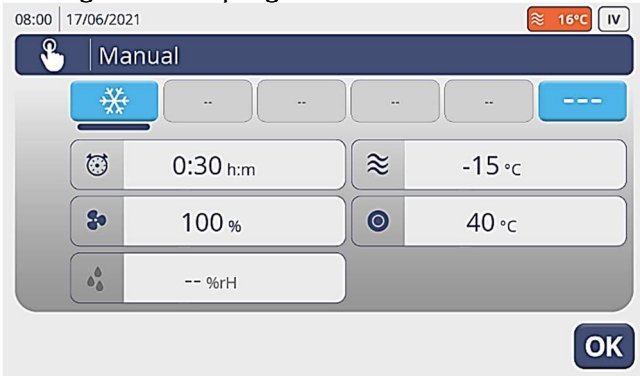 08:00 17/06/2021 16°C IV
Manual
-- -- -- -- ---
0:30 h:m -15 °C
100 % 40 °C
-- %rH
OK